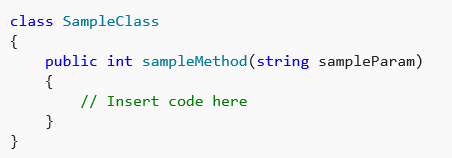 class SampleClass
{
    public int sampleMethod(string sampleParam)
    {
        // Insert code here
    }
}